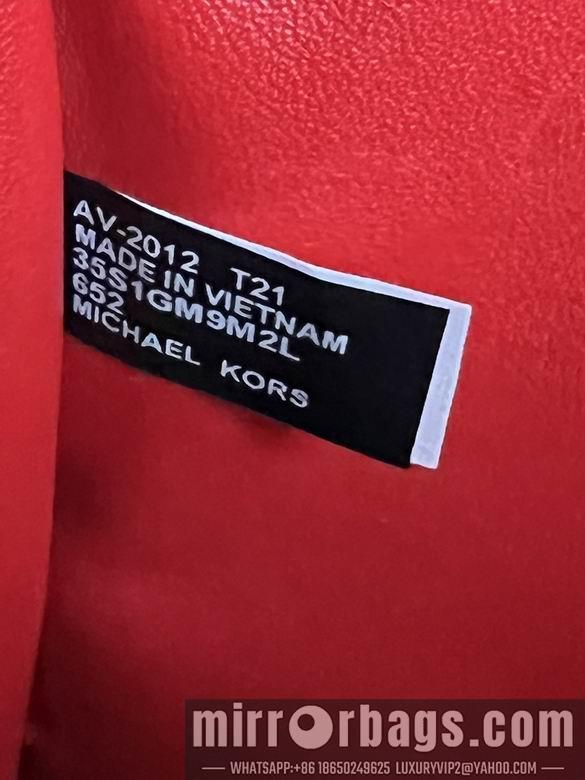 AV-2012 T21
MADE IN VIETNAM
35S1GM9M2L
652
MICHAEL KORS
mirrorbags.com
WHATSAPP:+86 18650249625 LUXURYVIP2@YAHOO.COM